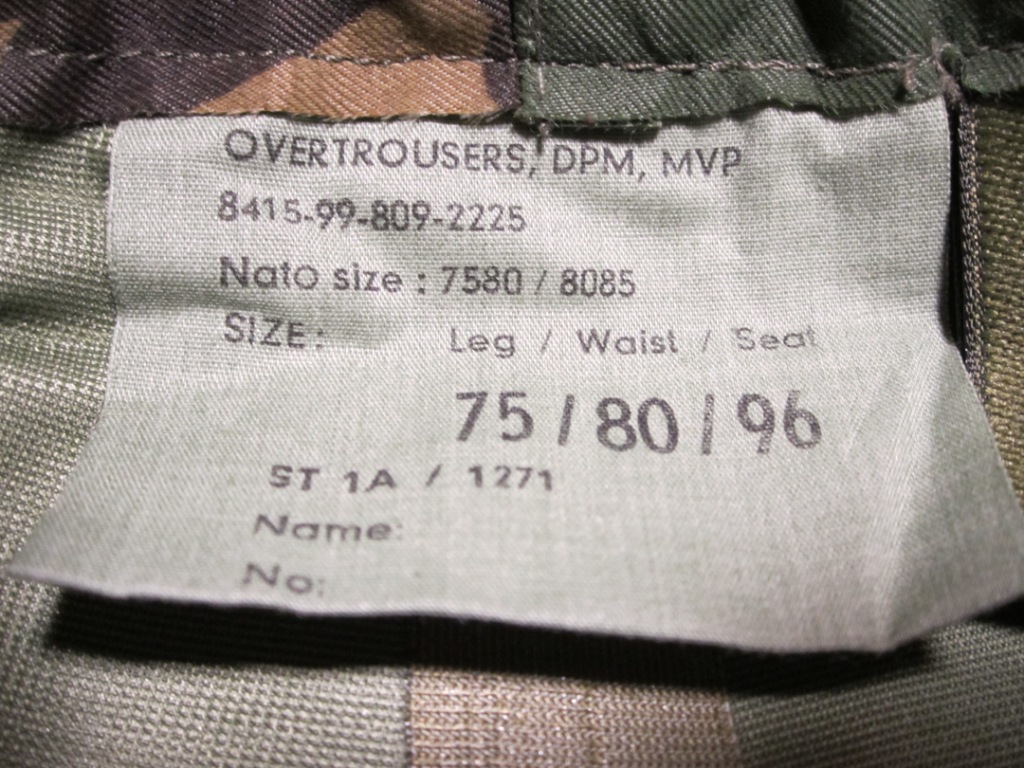 OVERTROUSERS, DPM, MVP
8415-99-809-2225
Nato size : 7580 / 8085
SIZE: Leg / Waist / Seat
75 / 80 / 96
ST 1A / 1271
Name:
No: